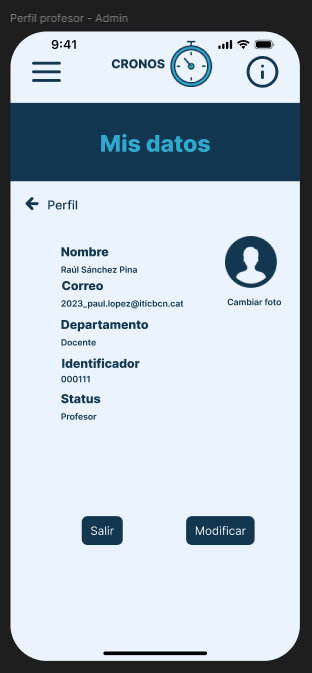 Perfil profesor - Admin
9:41
CRONOS
Mis datos
Perfil
Nombre
Raúl Sánchez Pina
Correo
2023_paul.lopez@iticbcn.cat
Cambiar foto
Departamento
Docente
Identificador
000111
Status
Profesor
Salir
Modificar